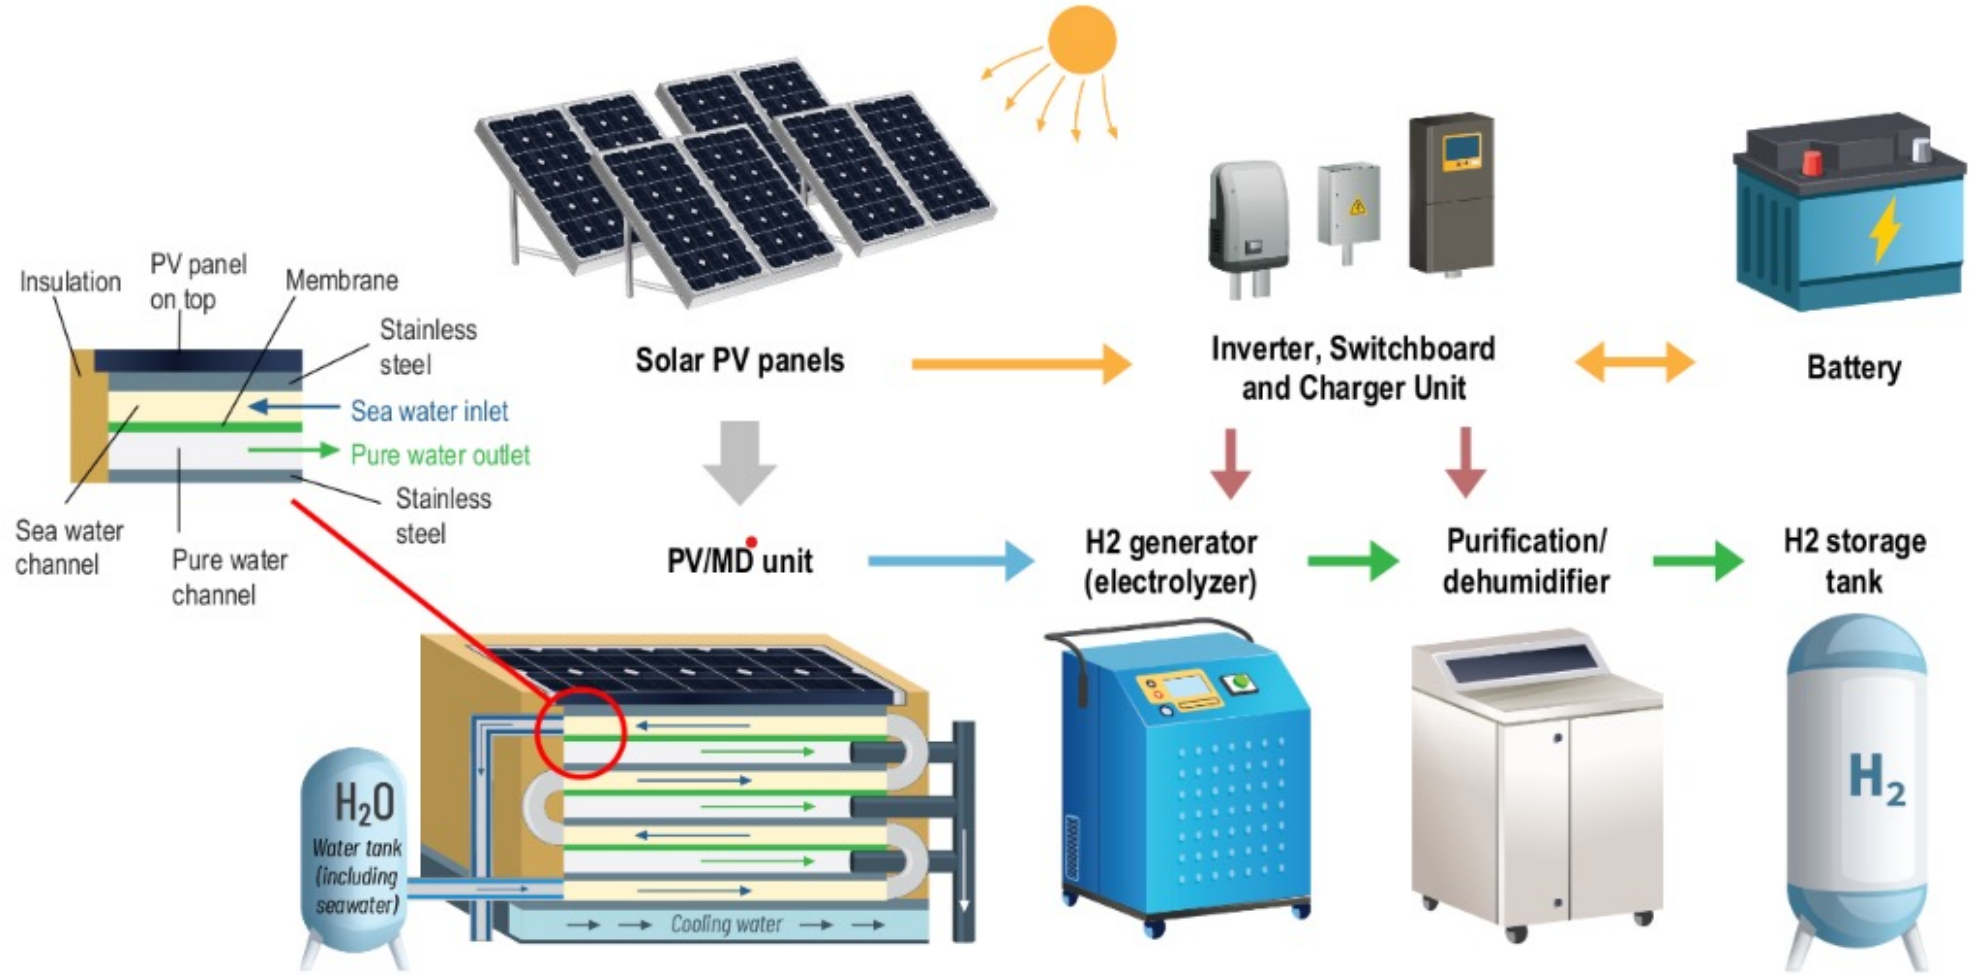 Insulation
PV panel
on top
Membrane
Stainless
steel
Sea water inlet
Pure water outlet
Stainless
steel
Sea water
channel
Pure water
channel
Solar PV panels
Inverter, Switchboard
and Charger Unit
Battery
PV/MD unit
H2 generator
(electrolyzer)
Purification/
dehumidifier
H2 storage
tank
H₂O
Water tank
(including
seawater)
Cooling water
H₂